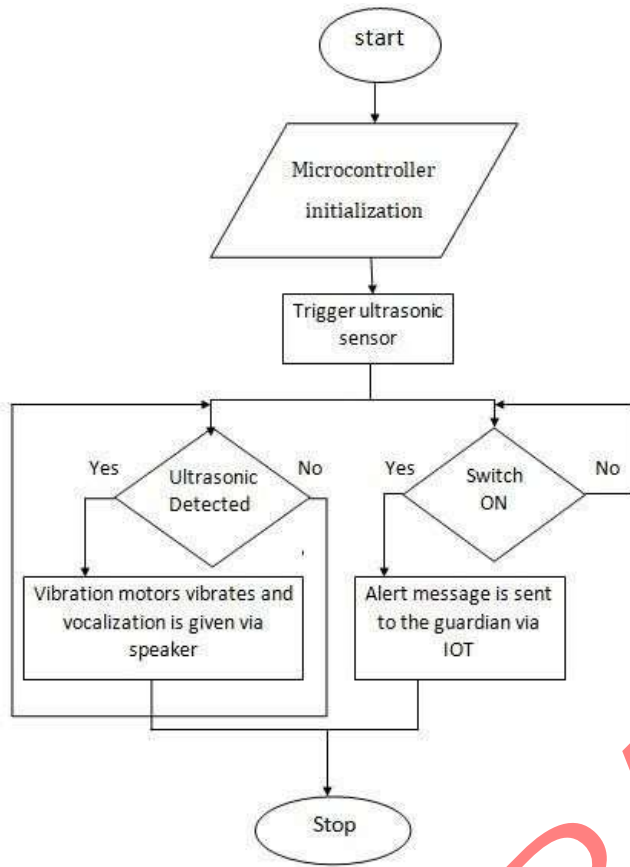 start
Microcontroller
initialization
Trigger ultrasonic
sensor
Yes
Ultrasonic
Detected
No
Yes
Switch
ON
No
Vibration motors vibrates and
vocalization is given via
speaker
Alert message is sent
to the guardian via
IOT
Stop